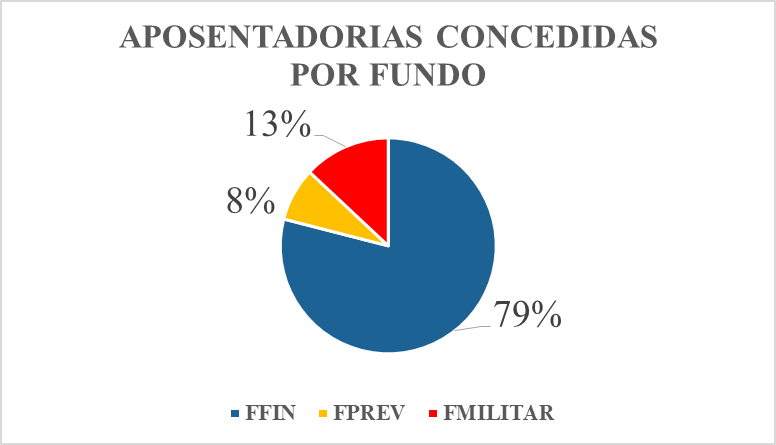 APOSENTADORIAS CONCEDIDAS
POR FUNDO
13%
8%
79%
FFIN FPREV FMILITAR